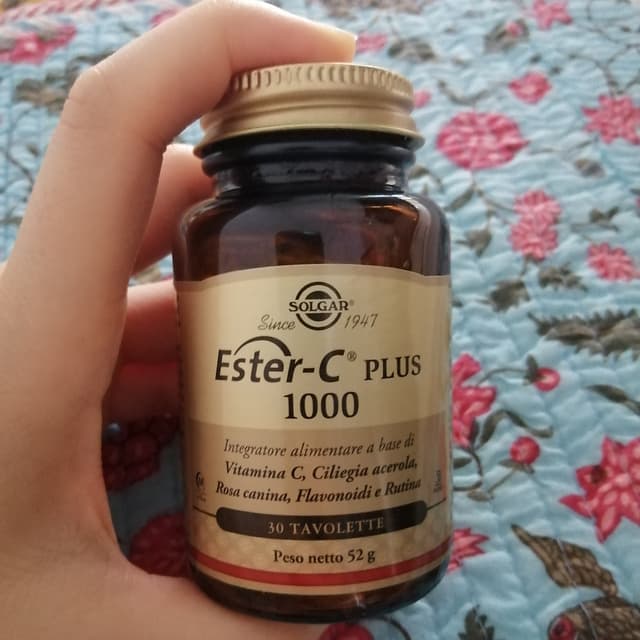 SOLGAR®
Since 1947
Ester-C® PLUS
1000
Integratore alimentare a base di
Vitamina C, Ciliegia acerola,
Rosa canina, Flavonoidi e Rutina
30 TAVOLETTE
Peso netto 52 g